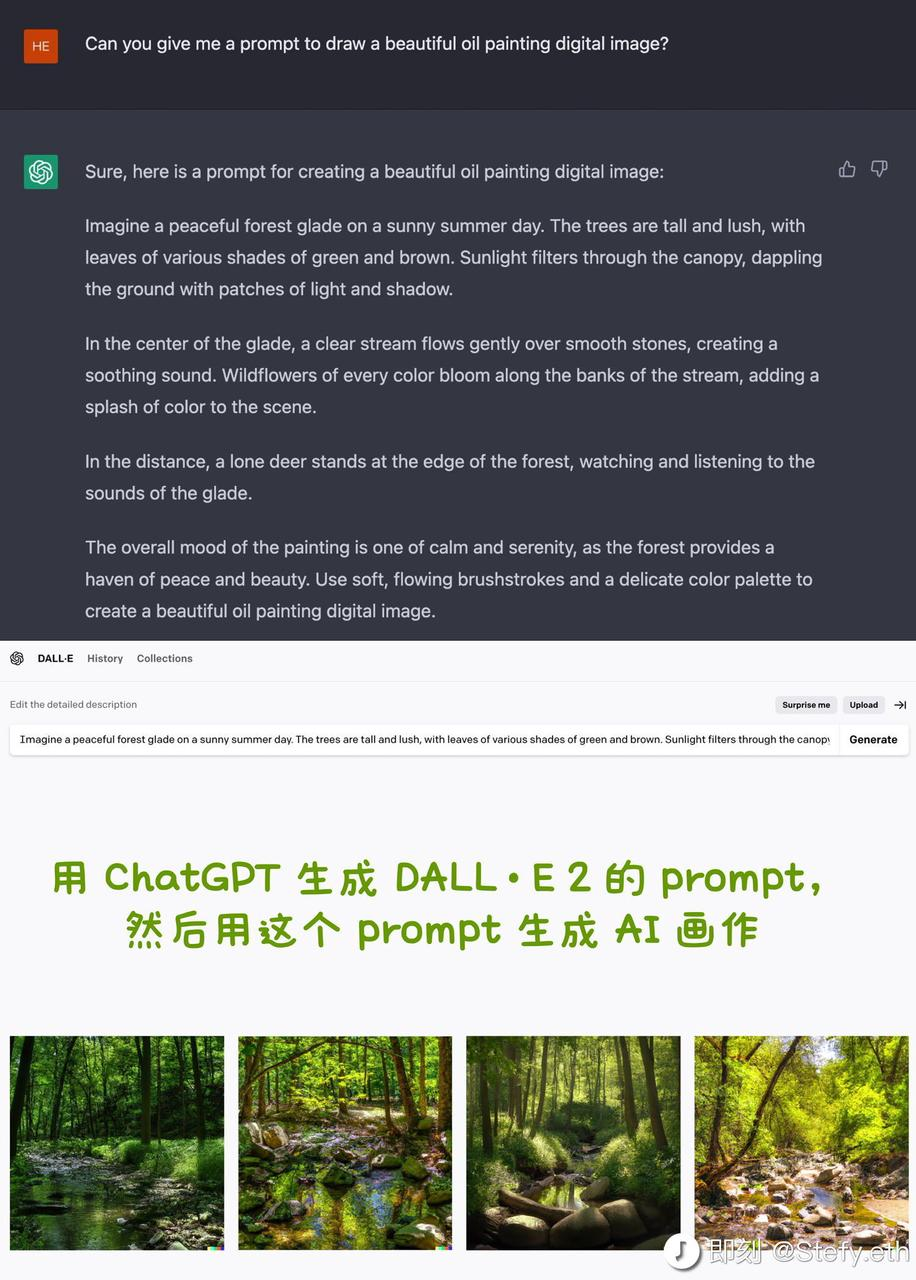 HE
Can you give me a prompt to draw a beautiful oil painting digital image?
Sure, here is a prompt for creating a beautiful oil painting digital image:
Imagine a peaceful forest glade on a sunny summer day. The trees are tall and lush, with
leaves of various shades of green and brown. Sunlight filters through the canopy, dappling
the ground with patches of light and shadow.
In the center of the glade, a clear stream flows gently over smooth stones, creating a
soothing sound. Wildflowers of every color bloom along the banks of the stream, adding a
splash of color to the scene.
In the distance, a lone deer stands at the edge of the forest, watching and listening to the
sounds of the glade.
The overall mood of the painting is one of calm and serenity, as the forest provides a
haven of peace and beauty. Use soft, flowing brushstrokes and a delicate color palette to
create a beautiful oil painting digital image.
DALL·E History Collections
Edit the detailed description
Surprise me Upload
Imagine a peaceful forest glade on a sunny summer day. The trees are tall and lush, with leaves of various shades of green and brown. Sunlight filters through the canopy
Generate
用 ChatGPT 生成 DALL·E 2 的 prompt,
然后用这个 prompt 生成 AI 画作
即刻 @Stefy.eth